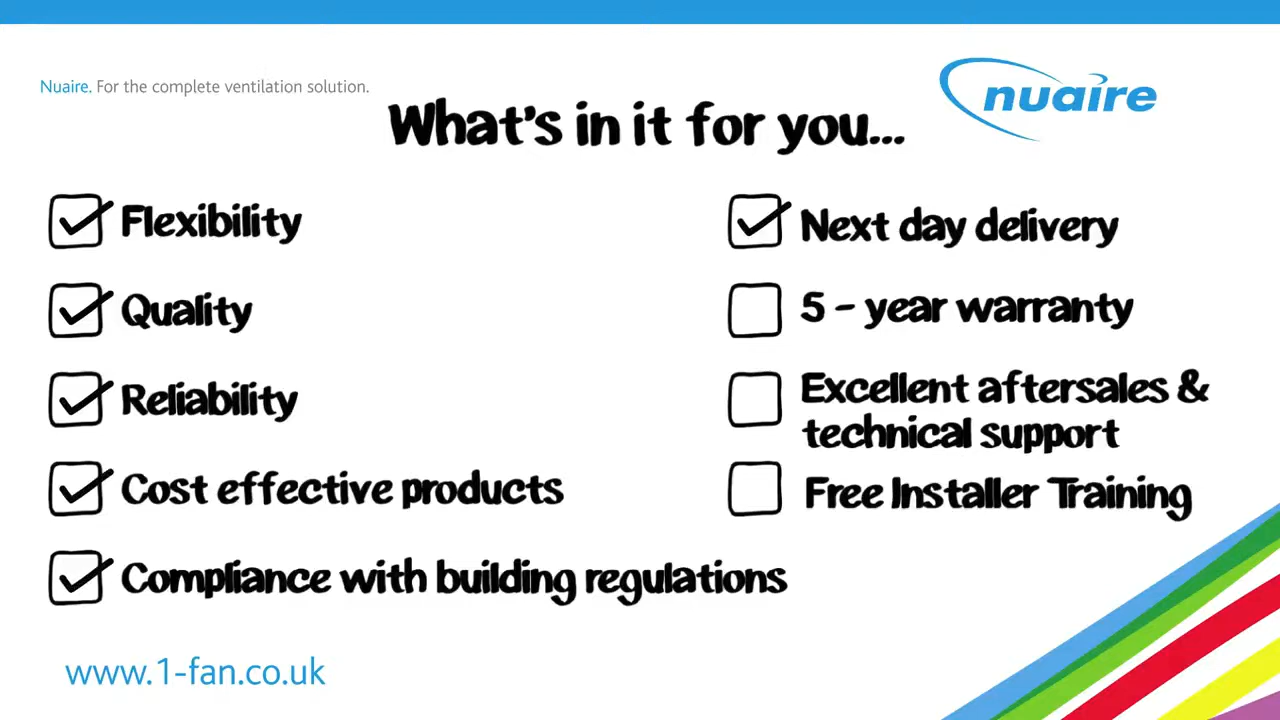 Nuaire. For the complete ventilation solution.
nuaire
What's in it for you...
Flexibility
Quality
Reliability
Cost effective products
Compliance with building regulations
Next day delivery
5 - year warranty
Excellent aftersales &
technical support
Free Installer Training
www.1-fan.co.uk